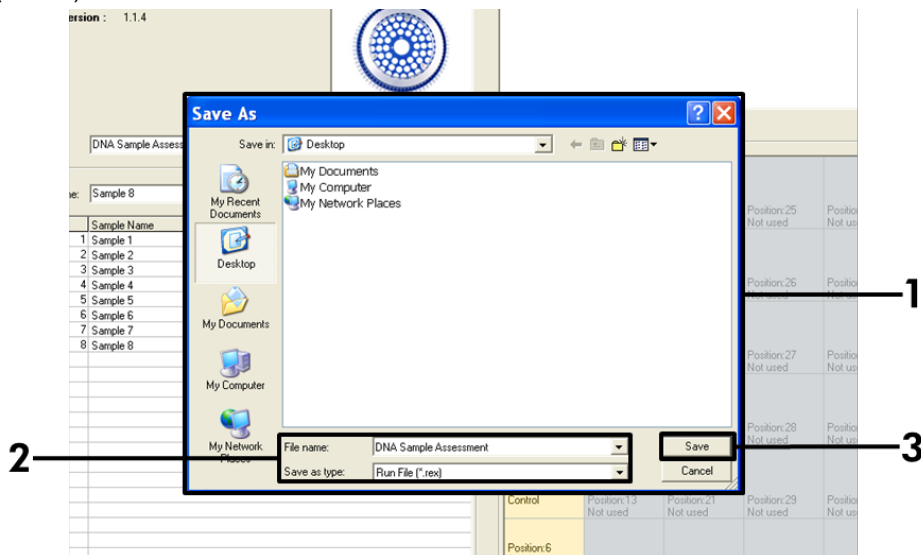 ersion : 1.1.4
Save As
DNA Sample Assess
Save in: Desktop
My Documents
My Computer
My Network Places
My Recent
Documents
Desktop
My Documents
My Computer
My Network
Places
Sample 8
Sample Name
1 Sample 1
2 Sample 2
3 Sample 3
4 Sample 4
5 Sample 5
6 Sample 6
7 Sample 7
8 Sample 8
File name: DNA Sample Assessment
Save
Save as type: Run File (*.rex)
Cancel
Position:25
Not used
Position:26
Not used
Position:27
Not used
Position:28
Not used
Control
Position:13
Not used
Position:21
Not used
Position:29
Not used
Position:6
1
2
3